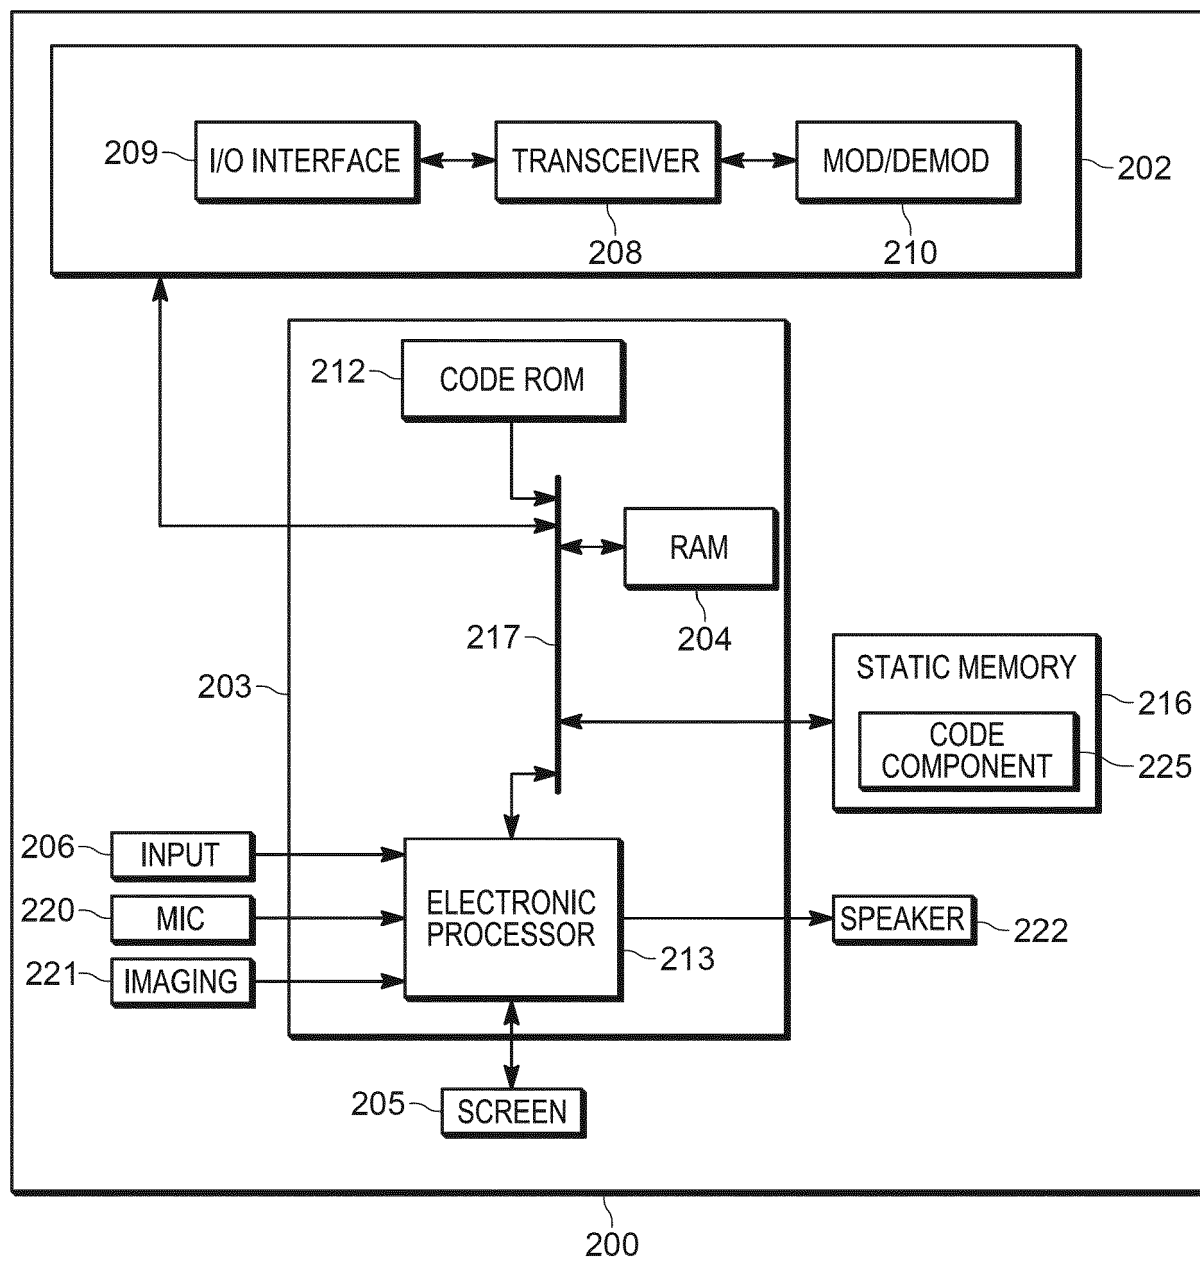 209
I/O INTERFACE
TRANSCEIVER
MOD/DEMOD
202
208
210
212
CODE ROM
RAM
217
204
203
STATIC MEMORY
216
CODE
COMPONENT
225
206
INPUT
220
MIC
221
IMAGING
ELECTRONIC
PROCESSOR
213
SPEAKER
222
205
SCREEN
200